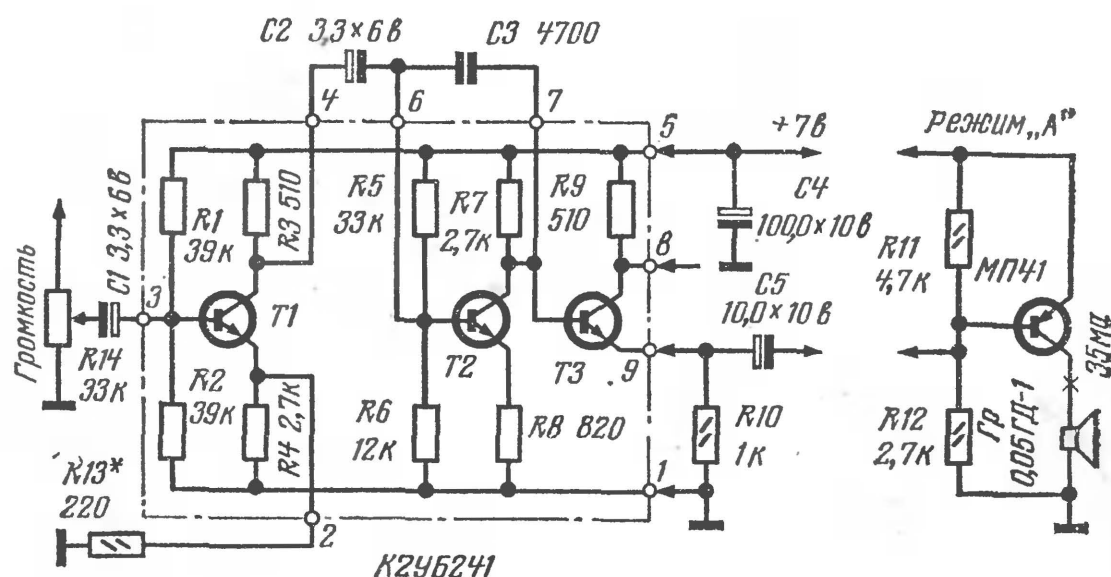 C2 3,3×6в
C3 4700
4
6
7
5
+7в
Режим „А"
Громкость
C1 3,3×6в
3
R14
33к
R1
39к
R3 510
R5
33к
R7
2,7к
R9
510
8
C4
100,0×10в
C5
10,0×10в
R11
4,7к
МП41
T1
T2
T3
9
35ма
R2
39к
R4 2,7к
R6
12к
R8 820
R10
1к
R12
2,7к
Гр
0,05ГД-1
R13*
220
1
2
К2УБ241